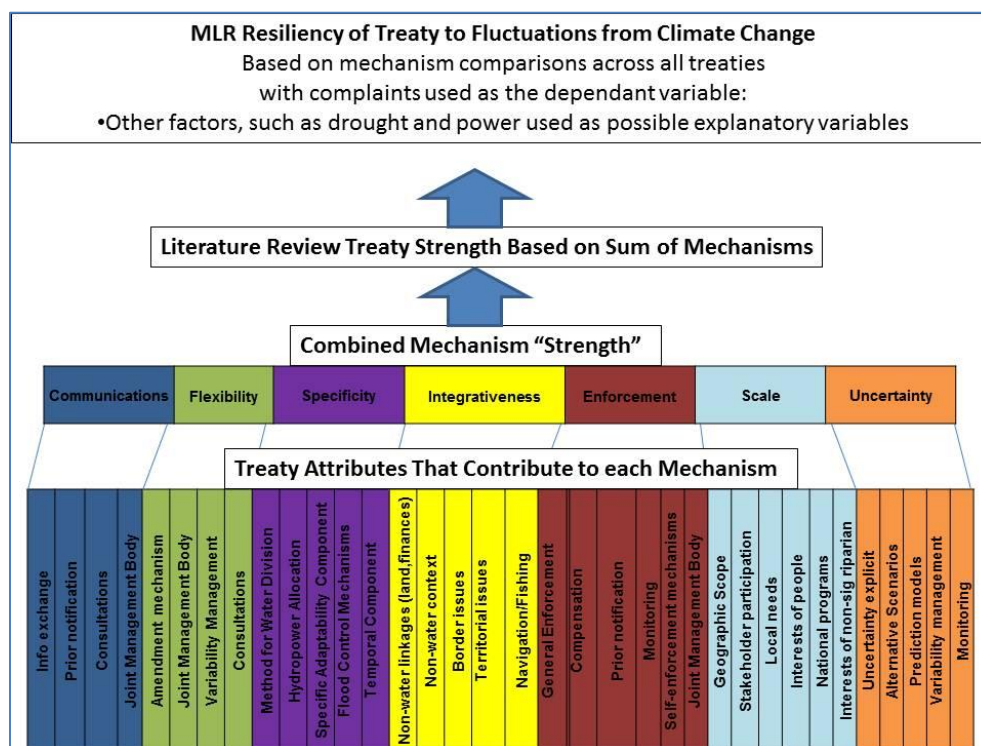 MLR Resiliency of Treaty to Fluctuations from Climate Change
Based on mechanism comparisons across all treaties
with complaints used as the dependant variable:
•Other factors, such as drought and power used as possible explanatory variables
Literature Review Treaty Strength Based on Sum of Mechanisms
Combined Mechanism “Strength”
Communications
Flexibility
Specificity
Integrativeness
Enforcement
Scale
Uncertainty
Treaty Attributes That Contribute to each Mechanism
Info exchange
Prior notification
Consultations
Joint Management Body
Amendment mechanism
Joint Management Body
Variability Management
Consultations
Method for Water Division
Hydropower Allocation
Specific Adaptability Component
Flood Control Mechanisms
Temporal Component
Non-water linkages (land,finances)
Non-water context
Border issues
Territorial issues
Navigation/Fishing
General Enforcement
Compensation
Prior notification
Monitoring
Self-enforcement mechanisms
Joint Management Body
Geographic Scope
Stakeholder participation
Local needs
Interests of people
National programs
Interests of non-sig riparian
Uncertainty explicit
Alternative Scenarios
Prediction models
Variability management
Monitoring